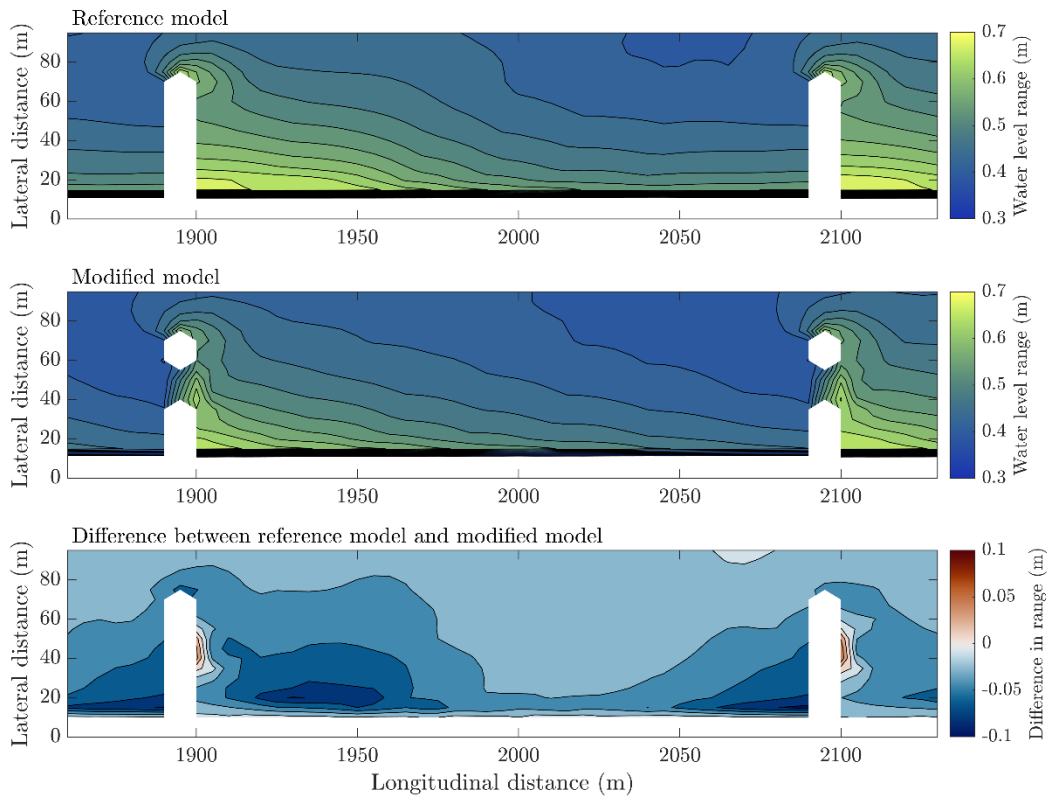 Reference model
Lateral distance (m)
80
60
40
20
0
1900 1950 2000 2050 2100
0.7
0.6
0.5
0.4
0.3
Water level range (m)
Modified model
Lateral distance (m)
80
60
40
20
0
1900 1950 2000 2050 2100
0.7
0.6
0.5
0.4
0.3
Water level range (m)
Difference between reference model and modified model
Lateral distance (m)
80
60
40
20
0
1900 1950 2000 2050 2100
Longitudinal distance (m)
0.1
0.05
0
-0.05
-0.1
Difference in range (m)